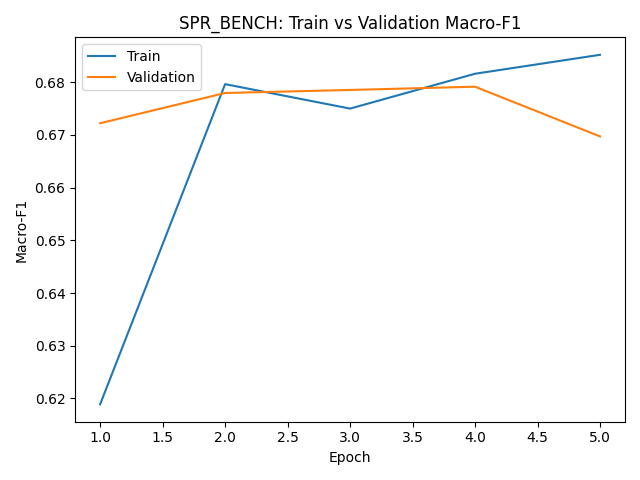 SPR_BENCH: Train vs Validation Macro-F1
Train
Validation
Macro-F1
0.68
0.67
0.66
0.65
0.64
0.63
0.62
1.0 1.5 2.0 2.5 3.0 3.5 4.0 4.5 5.0
Epoch